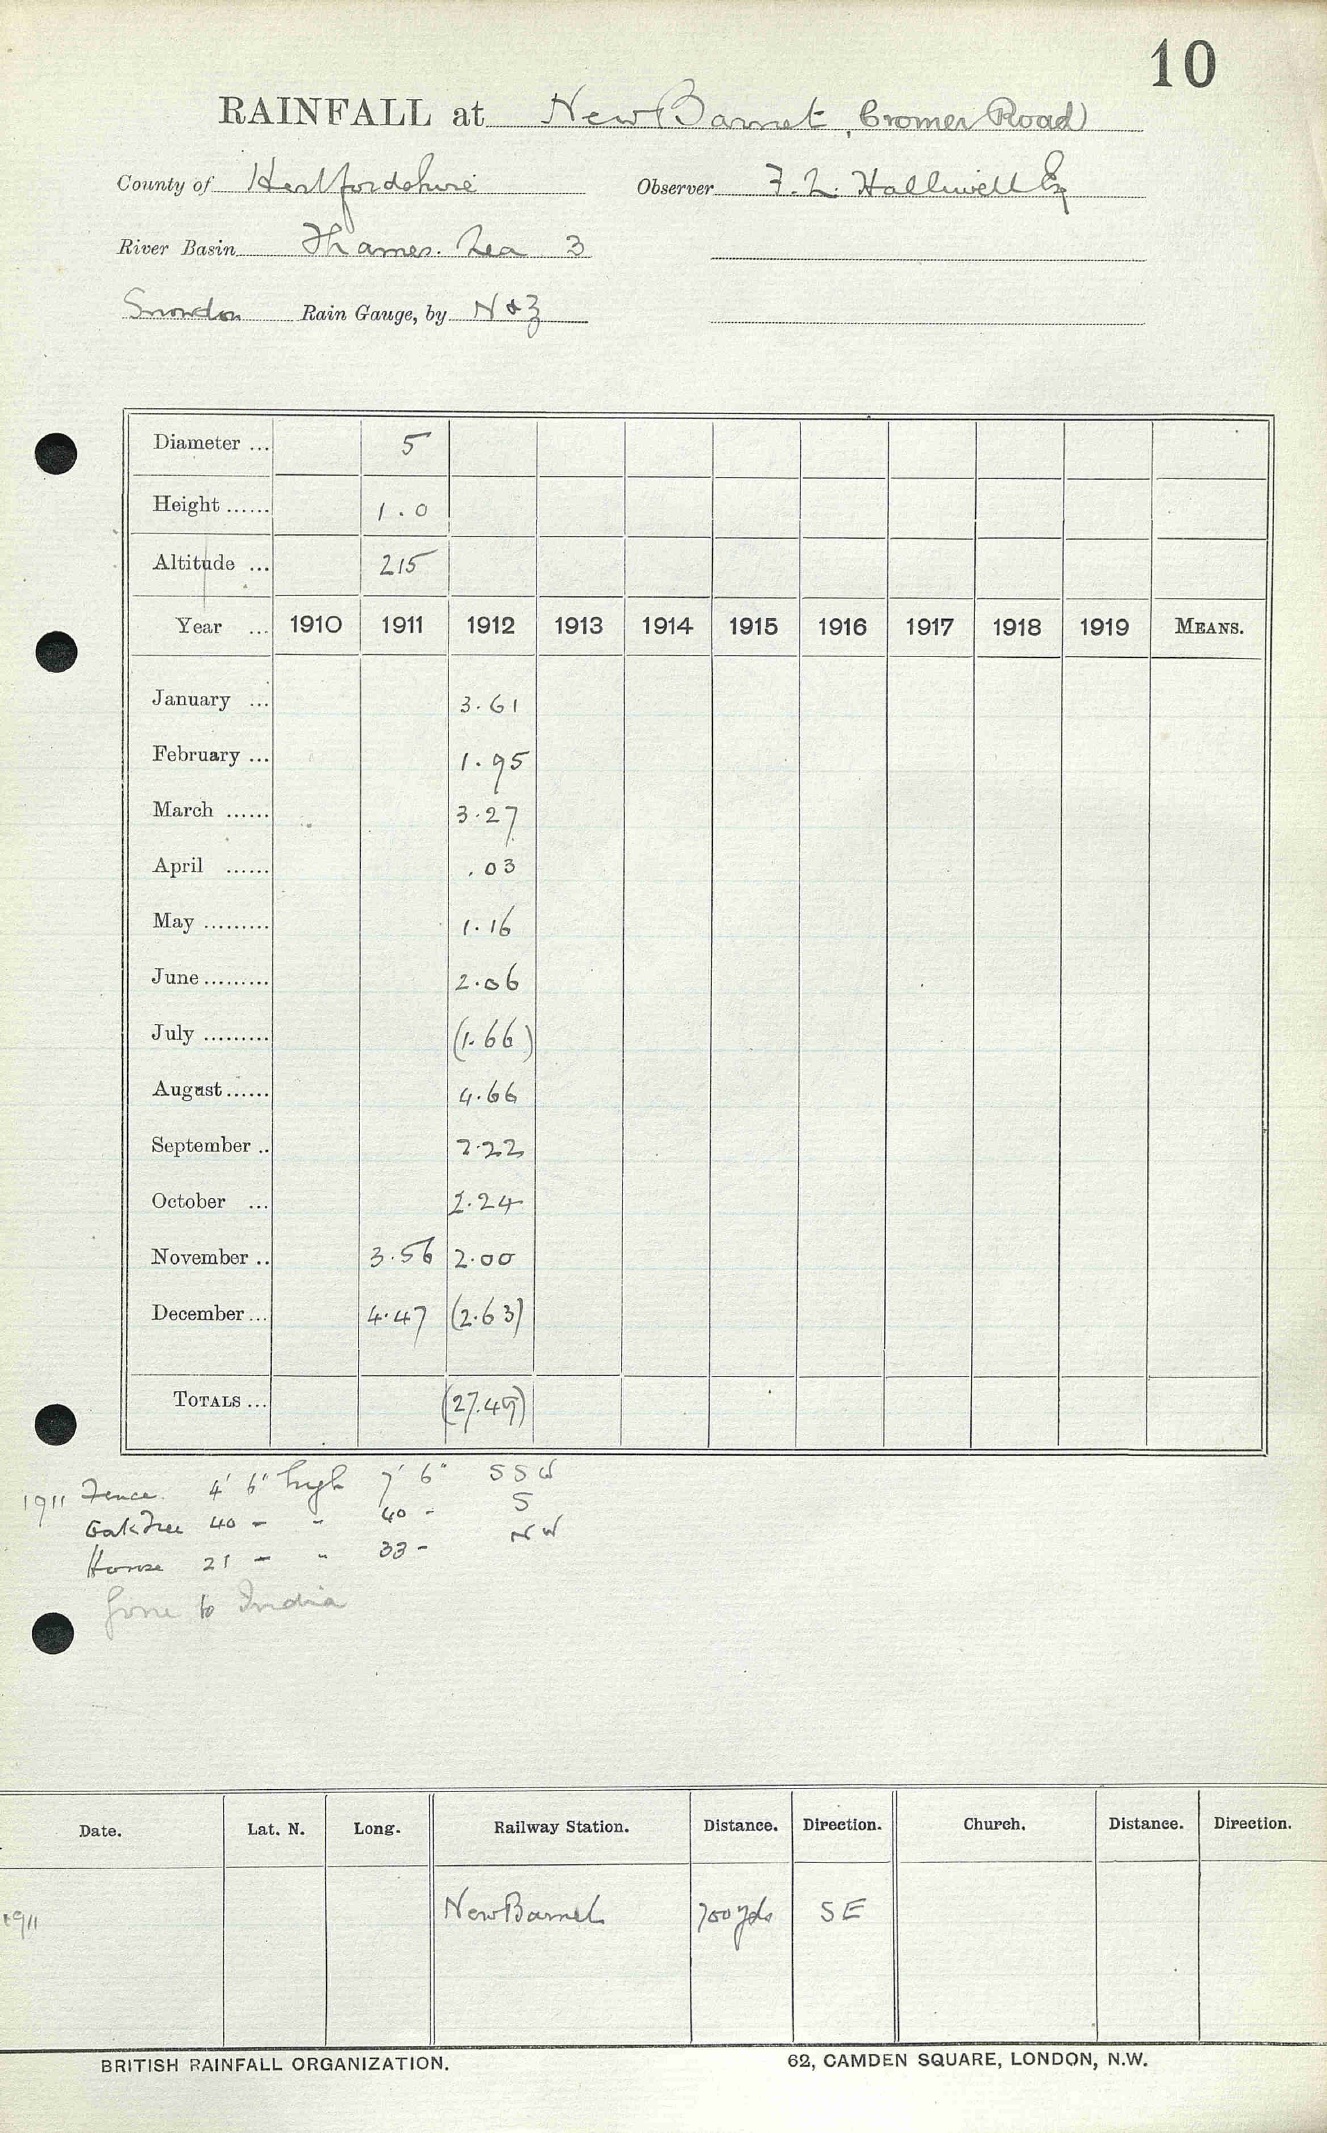 10
RAINFALL at New Barnet, Cromer Road
County of Hertfordshire Observer F. L. Halliwell Esq
River Basin Thames. Lea 3
Snowdon Rain Gauge, by N & Z
Diameter ... 5
Height ...... 1.0
Altitude ... 215
Year ... 1910 1911 1912 1913 1914 1915 1916 1917 1918 1919 MEANS.
January ... 3.61
February ... 1.95
March ...... 3.27
April ...... .03
May ......... 1.16
June ......... 2.06
July ......... (1.66)
August ...... 4.66
September .. 2.22
October ... 2.24
November .. 3.56 2.00
December ... 4.47 (2.63)
TOTALS ... (27.49)
1911 Fence. 4' 6" high 7' 6" SSW
Oak Tree 40 - " 40 - S
House 21 - " 33 - NW
Gone to India
Date. Lat. N. Long. Railway Station. Distance. Direction. Church. Distance. Direction.
1911 New Barnet 700 yds SE
BRITISH RAINFALL ORGANIZATION. 62, CAMDEN SQUARE, LONDON, N.W.